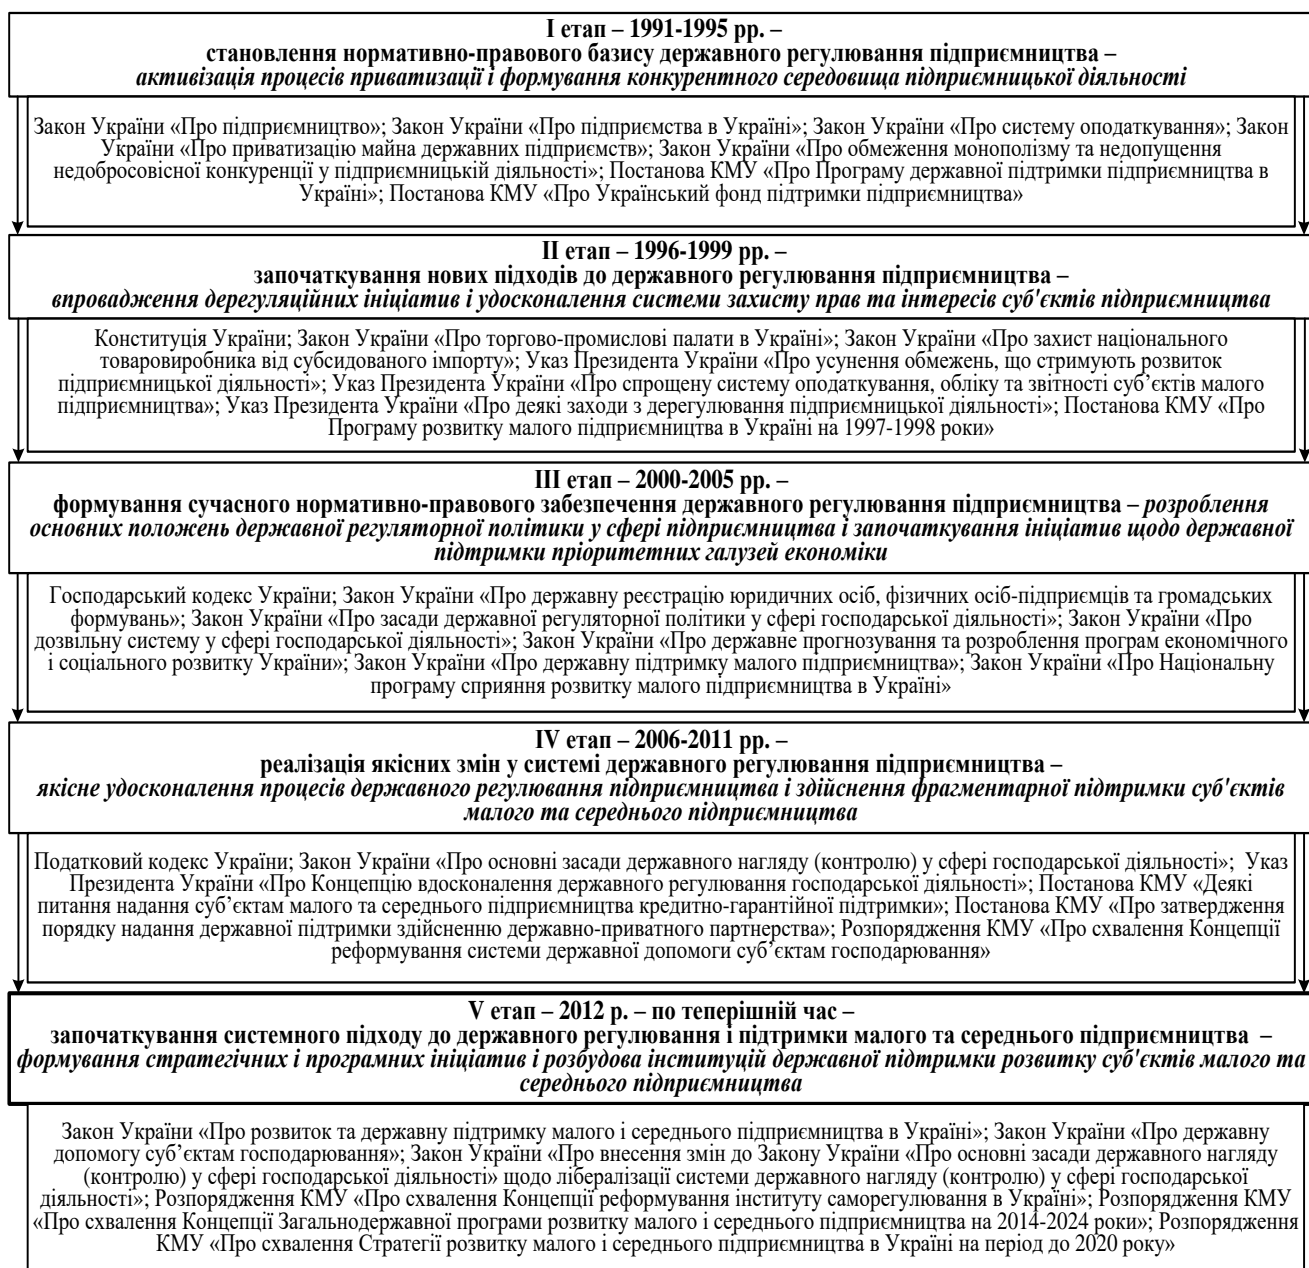 I етап – 1991-1995 рр. –
становлення нормативно-правового базису державного регулювання підприємництва –
активізація процесів приватизації і формування конкурентного середовища підприємницької діяльності
Закон України «Про підприємництво»; Закон України «Про підприємства в Україні»; Закон України «Про систему оподаткування»; Закон
України «Про приватизацію майна державних підприємств»; Закон України «Про обмеження монополізму та недопущення
недобросовісної конкуренції у підприємницькій діяльності»; Постанова КМУ «Про Програму державної підтримки підприємництва в
Україні»; Постанова КМУ «Про Український фонд підтримки підприємництва»
II етап – 1996-1999 рр. –
започаткування нових підходів до державного регулювання підприємництва –
впровадження дерегуляційних ініціатив і удосконалення системи захисту прав та інтересів суб'єктів підприємництва
Конституція України; Закон України «Про торгово-промислові палати в Україні»; Закон України «Про захист національного
товаровиробника від субсидованого імпорту»; Указ Президента України «Про усунення обмежень, що стримують розвиток
підприємницької діяльності»; Указ Президента України «Про спрощену систему оподаткування, обліку та звітності суб’єктів малого
підприємництва»; Указ Президента України «Про деякі заходи з дерегулювання підприємницької діяльності»; Постанова КМУ «Про
Програму розвитку малого підприємництва в Україні на 1997-1998 роки»
III етап – 2000-2005 рр. –
формування сучасного нормативно-правового забезпечення державного регулювання підприємництва – розроблення
основних положень державної регуляторної політики у сфері підприємництва і започаткування ініціатив щодо державної
підтримки пріоритетних галузей економіки
Господарський кодекс України; Закон України «Про державну реєстрацію юридичних осіб, фізичних осіб-підприємців та громадських
формувань»; Закон України «Про засади державної регуляторної політики у сфері господарської діяльності»; Закон України «Про
дозвільну систему у сфері господарської діяльності»; Закон України «Про державне прогнозування та розроблення програм економічного
і соціального розвитку України»; Закон України «Про державну підтримку малого підприємництва»; Закон України «Про Національну
програму сприяння розвитку малого підприємництва в Україні»
IV етап – 2006-2011 рр. –
реалізація якісних змін у системі державного регулювання підприємництва –
якісне удосконалення процесів державного регулювання підприємництва і здійснення фрагментарної підтримки суб'єктів
малого та середнього підприємництва
Податковий кодекс України; Закон України «Про основні засади державного нагляду (контролю) у сфері господарської діяльності»; Указ
Президента України «Про Концепцію вдосконалення державного регулювання господарської діяльності»; Постанова КМУ «Деякі
питання надання суб’єктам малого та середнього підприємництва кредитно-гарантійної підтримки»; Постанова КМУ «Про затвердження
порядку надання державної підтримки здійсненню державно-приватного партнерства»; Розпорядження КМУ «Про схвалення Концепції
реформування системи державної допомоги суб’єктам господарювання»
V етап – 2012 р. – по теперішній час –
започаткування системного підходу до державного регулювання і підтримки малого та середнього підприємництва –
формування стратегічних і програмних ініціатив і розбудова інституцій державної підтримки розвитку суб'єктів малого та
середнього підприємництва
Закон України «Про розвиток та державну підтримку малого і середнього підприємництва в Україні»; Закон України «Про державну
допомогу суб’єктам господарювання»; Закон України «Про внесення змін до Закону України «Про основні засади державного нагляду
(контролю) у сфері господарської діяльності» щодо лібералізації системи державного нагляду (контролю) у сфері господарської
діяльності»; Розпорядження КМУ «Про схвалення Концепції реформування інституту саморегулювання в Україні»; Розпорядження КМУ
«Про схвалення Концепції Загальнодержавної програми розвитку малого і середнього підприємництва на 2014-2024 роки»; Розпорядження
КМУ «Про схвалення Стратегії розвитку малого і середнього підприємництва в Україні на період до 2020 року»